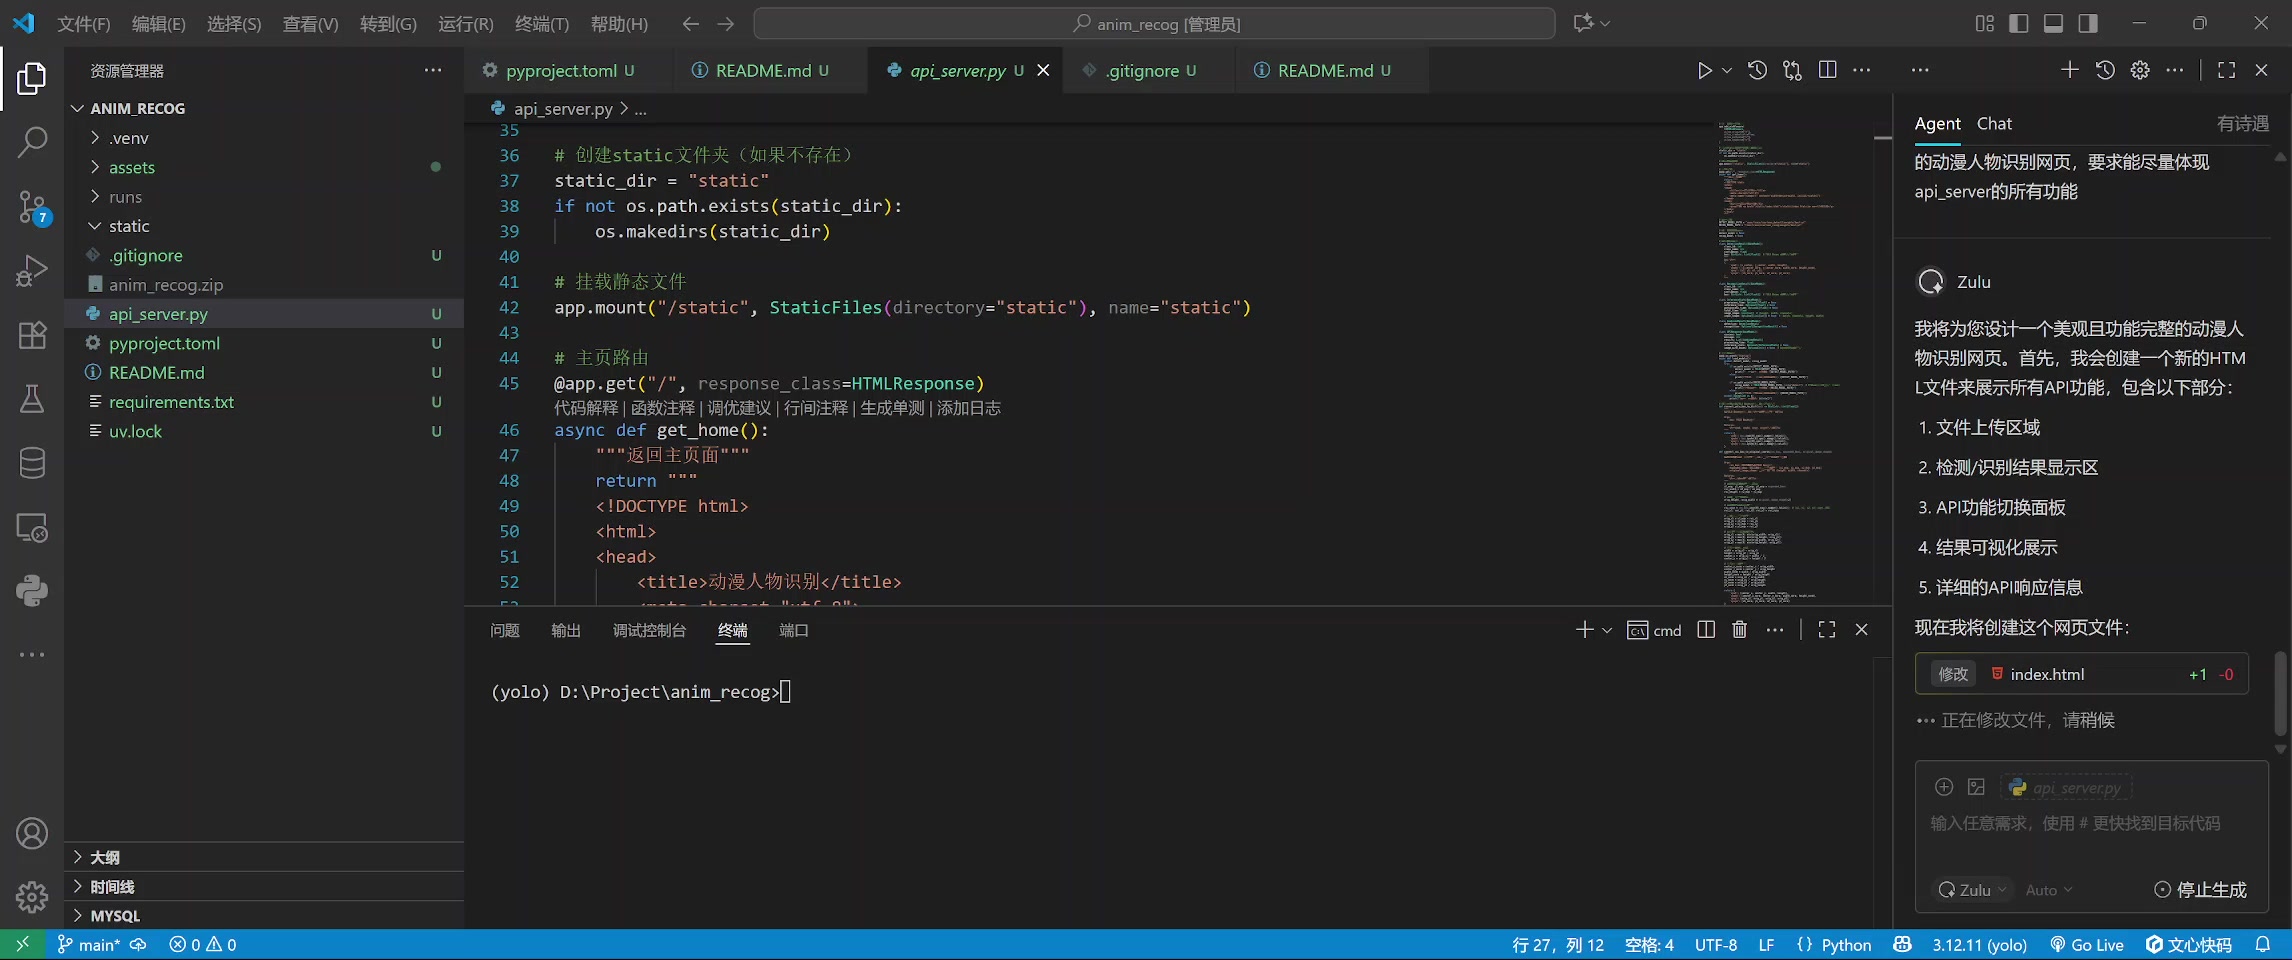 文件(F) 编辑(E) 选择(S) 查看(V) 转到(G) 运行(R) 终端(T) 帮助(H)
anim_recog [管理员]
资源管理器
ANIM_RECOG
.venv
assets
runs
static
.gitignore U
anim_recog.zip
api_server.py U
pyproject.toml U
README.md U
requirements.txt U
uv.lock U
大纲
时间线
MYSQL
7
pyproject.toml U README.md U api_server.py U .gitignore U README.md U
api_server.py > ...
35
36 # 创建static文件夹（如果不存在）
37 static_dir = "static"
38 if not os.path.exists(static_dir):
39 os.makedirs(static_dir)
40
41 # 挂载静态文件
42 app.mount("/static", StaticFiles(directory="static"), name="static")
43
44 # 主页路由
45 @app.get("/", response_class=HTMLResponse)
代码解释 | 函数注释 | 调优建议 | 行间注释 | 生成单测 | 添加日志
46 async def get_home():
47 """返回主页面"""
48 return """
49 <!DOCTYPE html>
50 <html>
51 <head>
52 <title>动漫人物识别</title>
53 <meta charset="utf-8">
问题 输出 调试控制台 终端 端口
cmd
(yolo) D:\Project\anim_recog>
Agent Chat 有诗遇
的动漫人物识别网页，要求能尽量体现
api_server的所有功能
Zulu
我将为您设计一个美观且功能完整的动漫人
物识别网页。首先，我会创建一个新的HTM
L文件来展示所有API功能，包含以下部分：
1. 文件上传区域
2. 检测/识别结果显示区
3. API功能切换面板
4. 结果可视化展示
5. 详细的API响应信息
现在我将创建这个网页文件：
修改 index.html +1 -0
正在修改文件，请稍候
api_server.py
输入任意需求，使用 # 更快找到目标代码
Zulu Auto 停止生成
main* 0 0 行 27，列 12 空格: 4 UTF-8 LF {} Python 3.12.11 (yolo) Go Live 文心快码